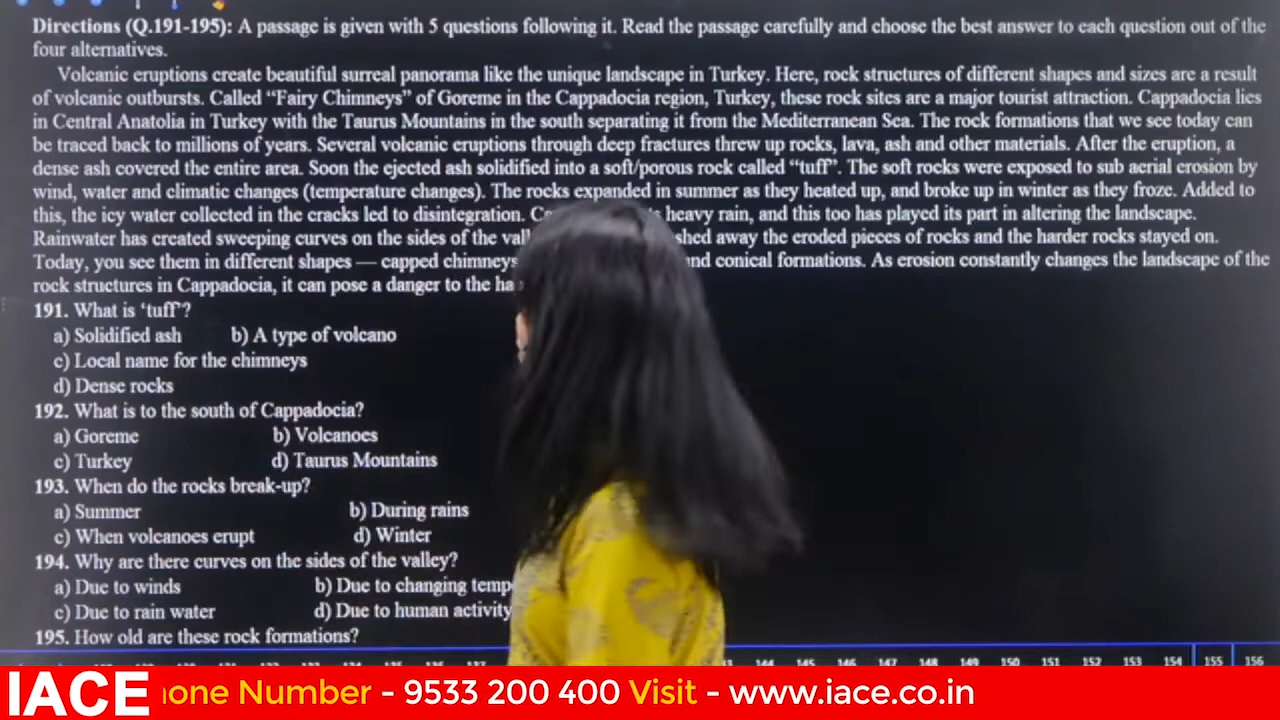 Directions (Q.191-195): A passage is given with 5 questions following it. Read the passage carefully and choose the best answer to each question out of the
four alternatives.
Volcanic eruptions create beautiful surreal panorama like the unique landscape in Turkey. Here, rock structures of different shapes and sizes are a result
of volcanic outbursts. Called “Fairy Chimneys” of Goreme in the Cappadocia region, Turkey, these rock sites are a major tourist attraction. Cappadocia lies
in Central Anatolia in Turkey with the Taurus Mountains in the south separating it from the Mediterranean Sea. The rock formations that we see today can
be traced back to millions of years. Several volcanic eruptions through deep fractures threw up rocks, lava, ash and other materials. After the eruption, a
dense ash covered the entire area. Soon the ejected ash solidified into a soft/porous rock called “tuff”. The soft rocks were exposed to sub aerial erosion by
wind, water and climatic changes (temperature changes). The rocks expanded in summer as they heated up, and broke up in winter as they froze. Added to
this, the icy water collected in the cracks led to disintegration. heavy rain, and this too has played its part in altering the landscape.
Rainwater has created sweeping curves on the sides of the away the eroded pieces of rocks and the harder rocks stayed on.
Today, you see them in different shapes — capped chimneys conical formations. As erosion constantly changes the landscape of the
rock structures in Cappadocia, it can pose a danger to the
191. What is ‘tuff’?
a) Solidified ash b) A type of volcano
c) Local name for the chimneys
d) Dense rocks
192. What is to the south of Cappadocia?
a) Goreme b) Volcanoes
c) Turkey d) Taurus Mountains
193. When do the rocks break-up?
a) Summer b) During rains
c) When volcanoes erupt d) Winter
194. Why are there curves on the sides of the valley?
a) Due to winds b) Due to changing
c) Due to rain water d) Due to human activity
195. How old are these rock formations?
144 145 146 147 148 149 150 151 152 153 154 155 156
IACE Number - 9533 200 400 Visit - www.iace.co.in